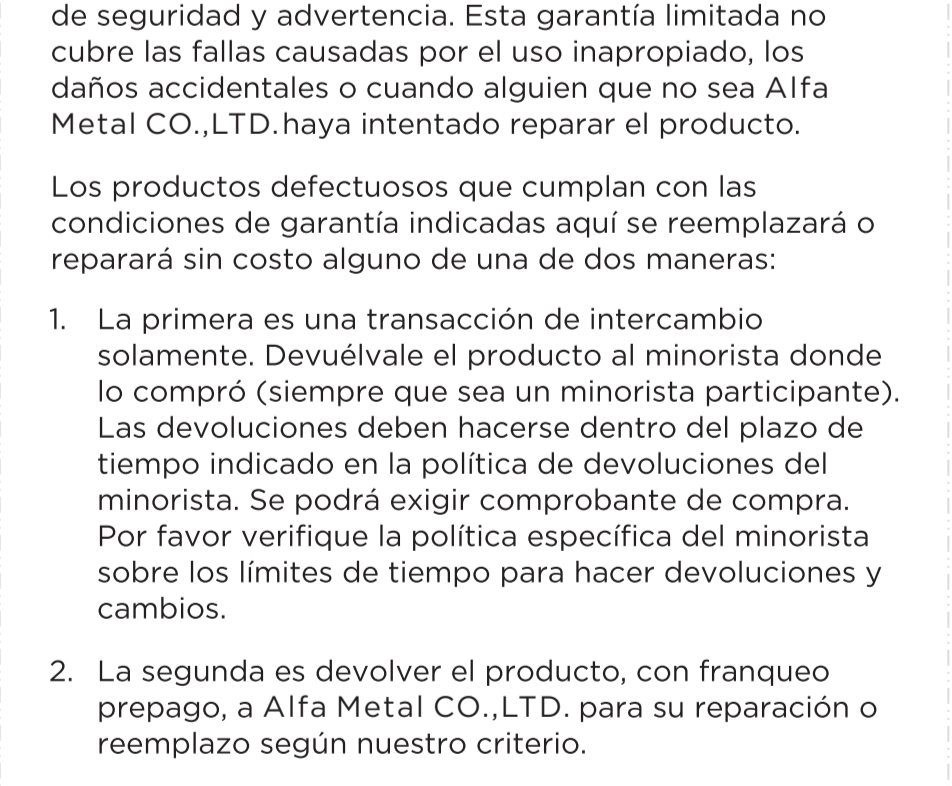 de seguridad y advertencia. Esta garantía limitada no
cubre las fallas causadas por el uso inapropiado, los
daños accidentales o cuando alguien que no sea Alfa
Metal CO.,LTD.haya intentado reparar el producto.
Los productos defectuosos que cumplan con las
condiciones de garantía indicadas aquí se reemplazará o
reparará sin costo alguno de una de dos maneras:
1. La primera es una transacción de intercambio
solamente. Devuélvale el producto al minorista donde
lo compró (siempre que sea un minorista participante).
Las devoluciones deben hacerse dentro del plazo de
tiempo indicado en la política de devoluciones del
minorista. Se podrá exigir comprobante de compra.
Por favor verifique la política específica del minorista
sobre los límites de tiempo para hacer devoluciones y
cambios.
2. La segunda es devolver el producto, con franqueo
prepago, a Alfa Metal CO.,LTD. para su reparación o
reemplazo según nuestro criterio.